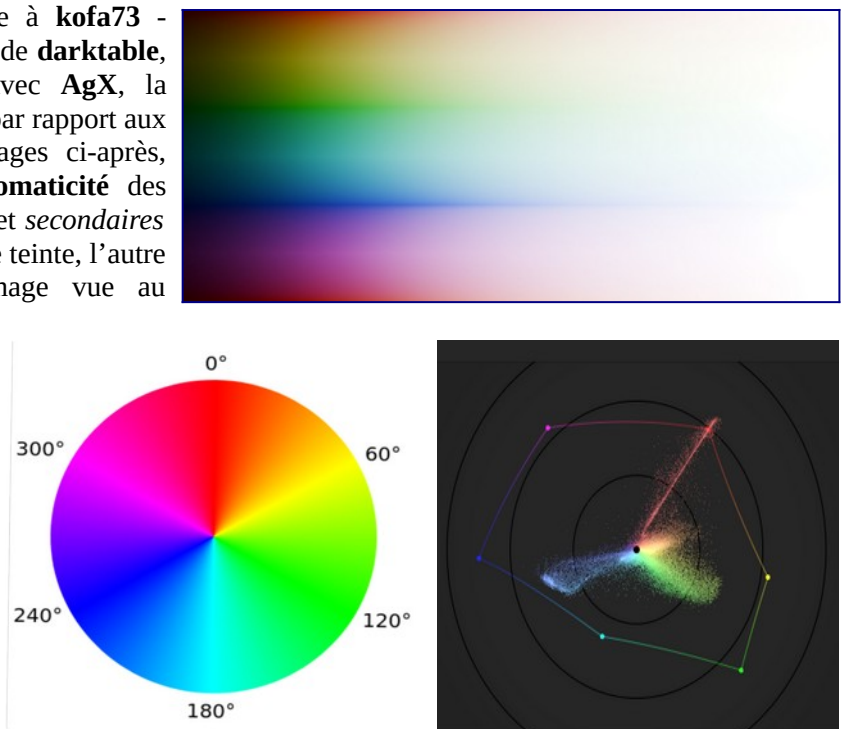 e à kofa73 -
de darktable,
vec AgX, la
par rapport aux
ages ci-après,
omaticité des
et secondaires
e teinte, l’autre
nage vue au
0°
300°
60°
240°
120°
180°